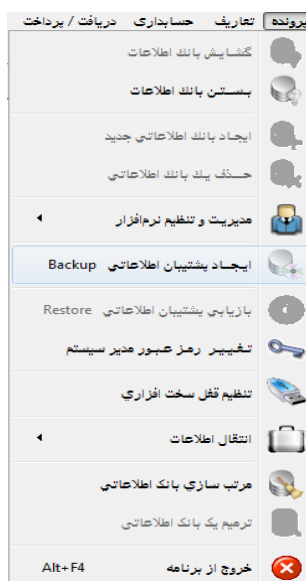 پرونده تعاریف حسابداری دریافت / پرداخت
گشایش بانک اطلاعات
بستن بانک اطلاعات
ایجاد بانک اطلاعاتی جدید
حذف یک بانک اطلاعاتی
مدیریت و تنظیم نرم‌افزار
ایجاد پشتیبان اطلاعاتی Backup
بازیابی پشتیبان اطلاعاتی Restore
تغییر رمز عبور مدیر سیستم
تنظیم قفل سخت افزاری
انتقال اطلاعات
مرتب سازی بانک اطلاعاتی
ترمیم یک بانک اطلاعاتی
خروج از برنامه Alt+F4